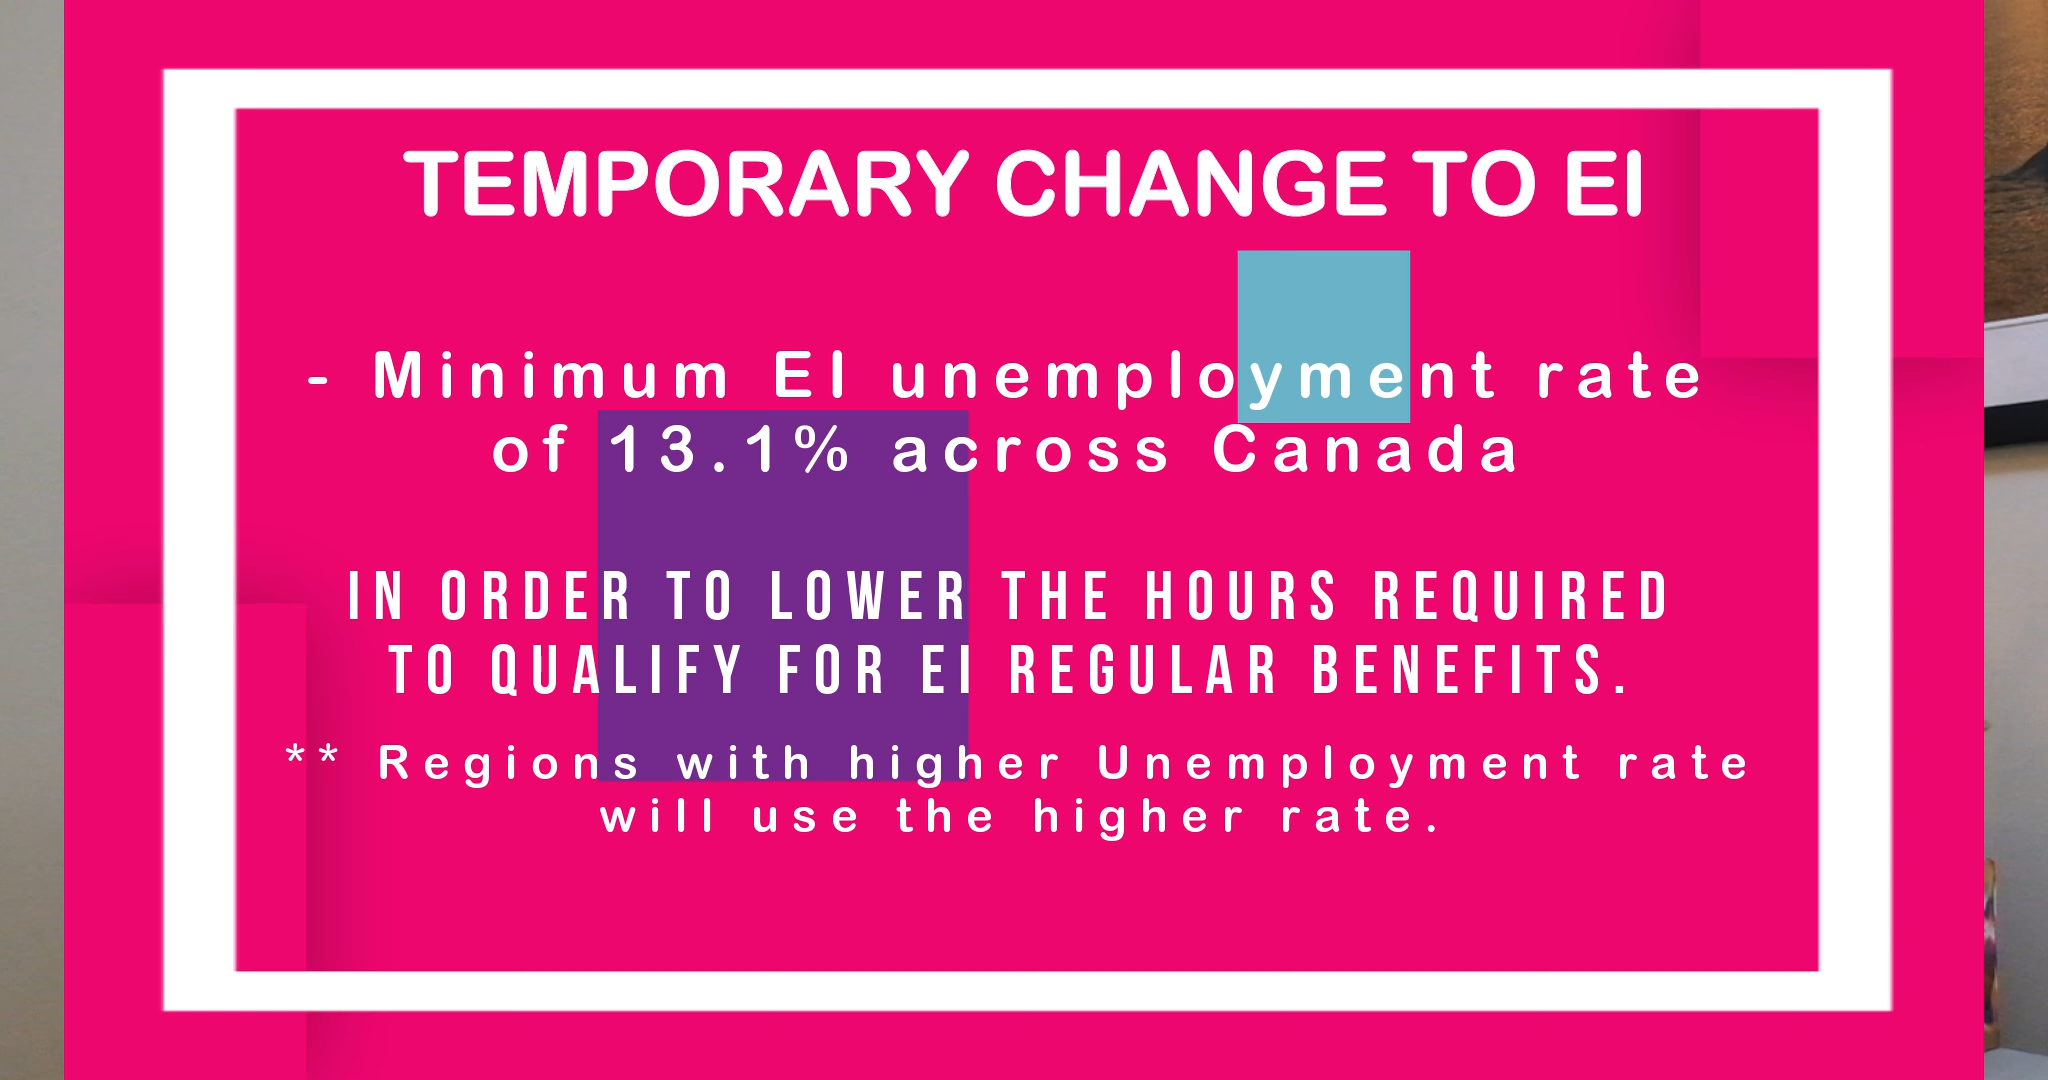 TEMPORARY CHANGE TO EI
- Minimum EI unemployment rate
of 13.1% across Canada
IN ORDER TO LOWER THE HOURS REQUIRED
TO QUALIFY FOR EI REGULAR BENEFITS.
** Regions with higher Unemployment rate
will use the higher rate.